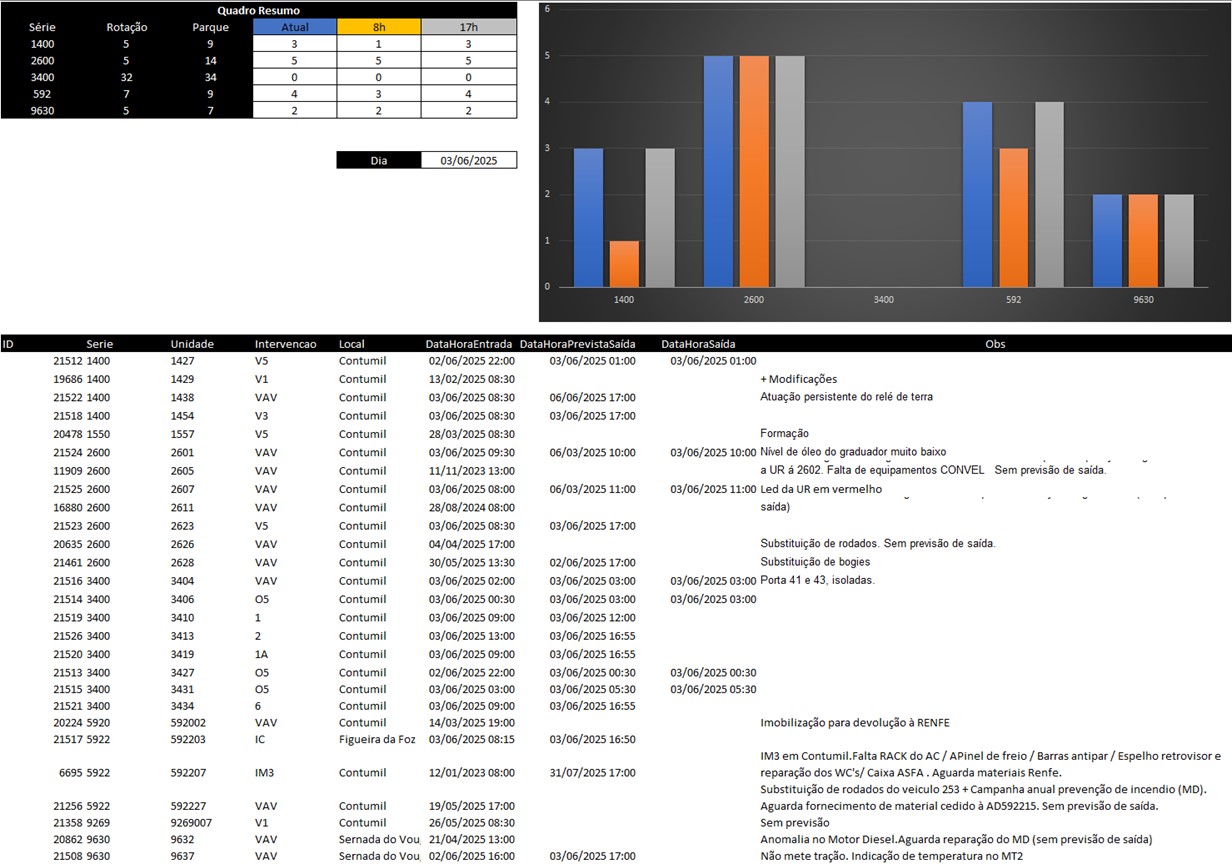 Quadro Resumo
Série Rotação Parque Atual 8h 17h
1400 5 9 3 1 3
2600 5 14 5 5 5
3400 32 34 0 0 0
592 7 9 4 3 4
9630 5 7 2 2 2
Dia 03/06/2025
6
5
4
3
2
1
0
1400 2600 3400 592 9630
ID Serie Unidade Intervencao Local DataHoraEntrada DataHoraPrevistaSaída DataHoraSaída Obs
21512 1400 1427 V5 Contumil 02/06/2025 22:00 03/06/2025 01:00 03/06/2025 01:00
19686 1400 1429 V1 Contumil 13/02/2025 08:30 + Modificações
21522 1400 1438 VAV Contumil 03/06/2025 08:30 06/06/2025 17:00 Atuação persistente do relé de terra
21518 1400 1454 V3 Contumil 03/06/2025 08:30 03/06/2025 17:00
20478 1550 1557 V5 Contumil 28/03/2025 08:30 Formação
21524 2600 2601 VAV Contumil 03/06/2025 09:30 06/03/2025 10:00 03/06/2025 10:00 Nível de óleo do graduador muito baixo
11909 2600 2605 VAV Contumil 11/11/2023 13:00 a UR á 2602. Falta de equipamentos CONVEL Sem previsão de saída.
21525 2600 2607 VAV Contumil 03/06/2025 08:00 06/03/2025 11:00 03/06/2025 11:00 Led da UR em vermelho
16880 2600 2611 VAV Contumil 28/08/2024 08:00 saída)
21523 2600 2623 V5 Contumil 03/06/2025 08:30 03/06/2025 17:00
20635 2600 2626 VAV Contumil 04/04/2025 17:00 Substituição de rodados. Sem previsão de saída.
21461 2600 2628 VAV Contumil 30/05/2025 13:30 02/06/2025 17:00 Substituição de bogies
21516 3400 3404 VAV Contumil 03/06/2025 02:00 03/06/2025 03:00 03/06/2025 03:00 Porta 41 e 43, isoladas.
21514 3400 3406 O5 Contumil 03/06/2025 00:30 03/06/2025 03:00 03/06/2025 03:00
21519 3400 3410 1 Contumil 03/06/2025 09:00 03/06/2025 12:00
21526 3400 3413 2 Contumil 03/06/2025 13:00 03/06/2025 16:55
21520 3400 3419 1A Contumil 03/06/2025 09:00 03/06/2025 16:55
21513 3400 3427 O5 Contumil 02/06/2025 22:00 03/06/2025 00:30 03/06/2025 00:30
21515 3400 3431 O5 Contumil 03/06/2025 03:00 03/06/2025 05:30 03/06/2025 05:30
21521 3400 3434 6 Contumil 03/06/2025 09:00 03/06/2025 16:55
20224 5920 592002 VAV Contumil 14/03/2025 19:00 Imobilização para devolução à RENFE
21517 5922 592203 IC Figueira da Foz 03/06/2025 08:15 03/06/2025 16:50
IM3 em Contumil.Falta RACK do AC / APinel de freio / Barras antipar / Espelho retrovisor e
6695 5922 592207 IM3 Contumil 12/01/2023 08:00 31/07/2025 17:00 reparação dos WC's/ Caixa ASFA . Aguarda materiais Renfe.
Substituição de rodados do veiculo 253 + Campanha anual prevenção de incendio (MD).
21256 5922 592227 VAV Contumil 19/05/2025 17:00 Aguarda fornecimento de material cedido à AD592215. Sem previsão de saída.
21358 9269 9269007 V1 Contumil 26/05/2025 08:30 Sem previsão
20862 9630 9632 VAV Sernada do Vou 21/04/2025 13:00 Anomalia no Motor Diesel.Aguarda reparação do MD (sem previsão de saída)
21508 9630 9637 VAV Sernada do Vou 02/06/2025 16:00 03/06/2025 17:00 Não mete tração. Indicação de temperatura no MT2